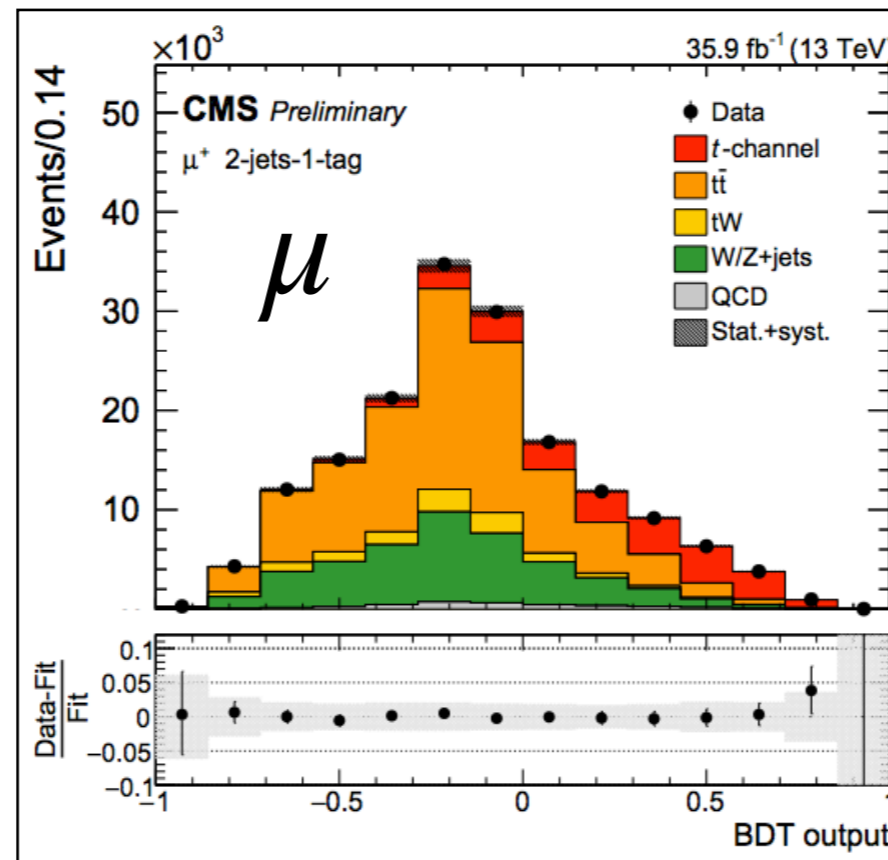 ×10³
35.9 fb⁻¹ (13 TeV)
Events/0.14
50
40
30
20
10
CMS Preliminary
μ⁺ 2-jets-1-tag
μ
Data
t-channel
tt̄
tW
W/Z+jets
QCD
Stat.+syst.
Data-Fit
Fit
0.1
0.05
0
−0.05
−0.1
−1
−0.5
0
0.5
BDT output